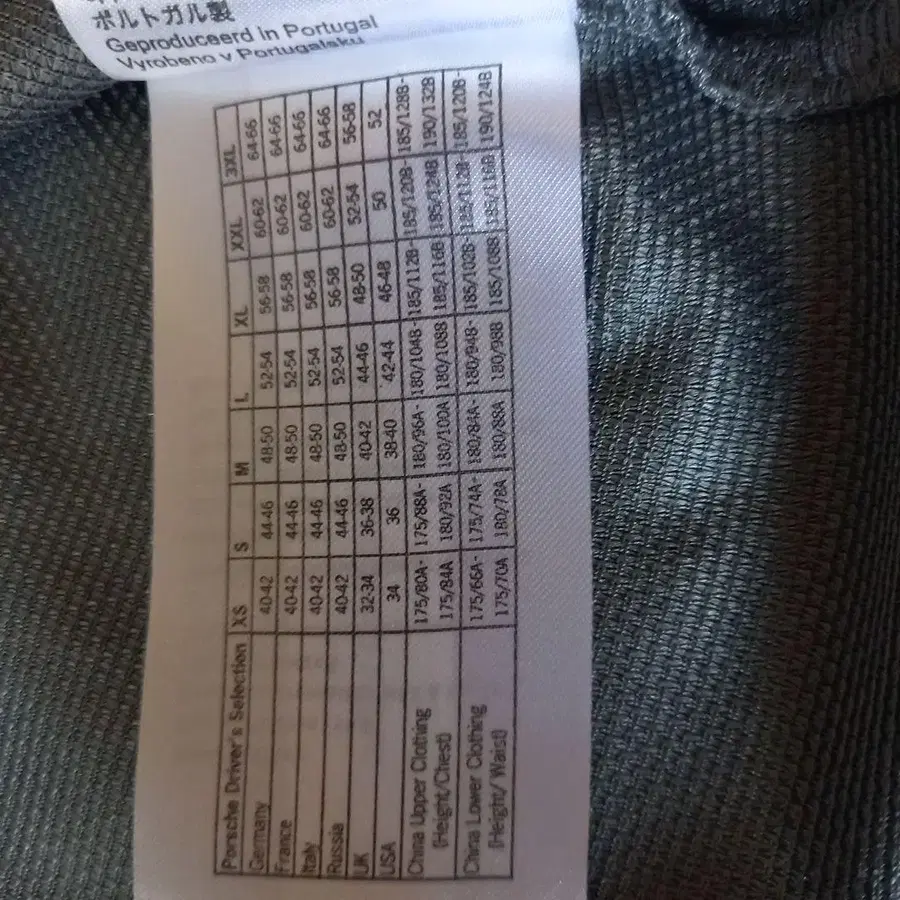 ポルトガル製
Geproduceerd in Portugal
Vyrobeno v Portugalsku
Porsche Driver's Selection XS S M L XL XXL 3XL
Germany 40-42 44-46 48-50 52-54 56-58 60-62 64-66
France 40-42 44-46 48-50 52-54 56-58 60-62 64-66
Italy 40-42 44-46 48-50 52-54 56-58 60-62 64-66
Russia 40-42 44-46 48-50 52-54 56-58 60-62 64-66
UK 32-34 36-38 40-42 44-46 48-50 52-54 56-58
USA 34 36 38-40 42-44 46-48 50 52
China Upper Clothing 175/80A- 175/88A- 180/96A- 180/104B- 185/112B- 185/120B- 185/128B-
(Height/Chest) 175/84A 180/92A 180/100A 180/108B 185/116B 185/124B 190/132B
China Lower Clothing 175/66A- 175/74A- 180/84A- 180/94B- 185/102B- 185/112B- 185/120B-
(Height/ Waist) 175/70A 180/78A 180/88A 180/98B 185/108B 185/116B 190/124B